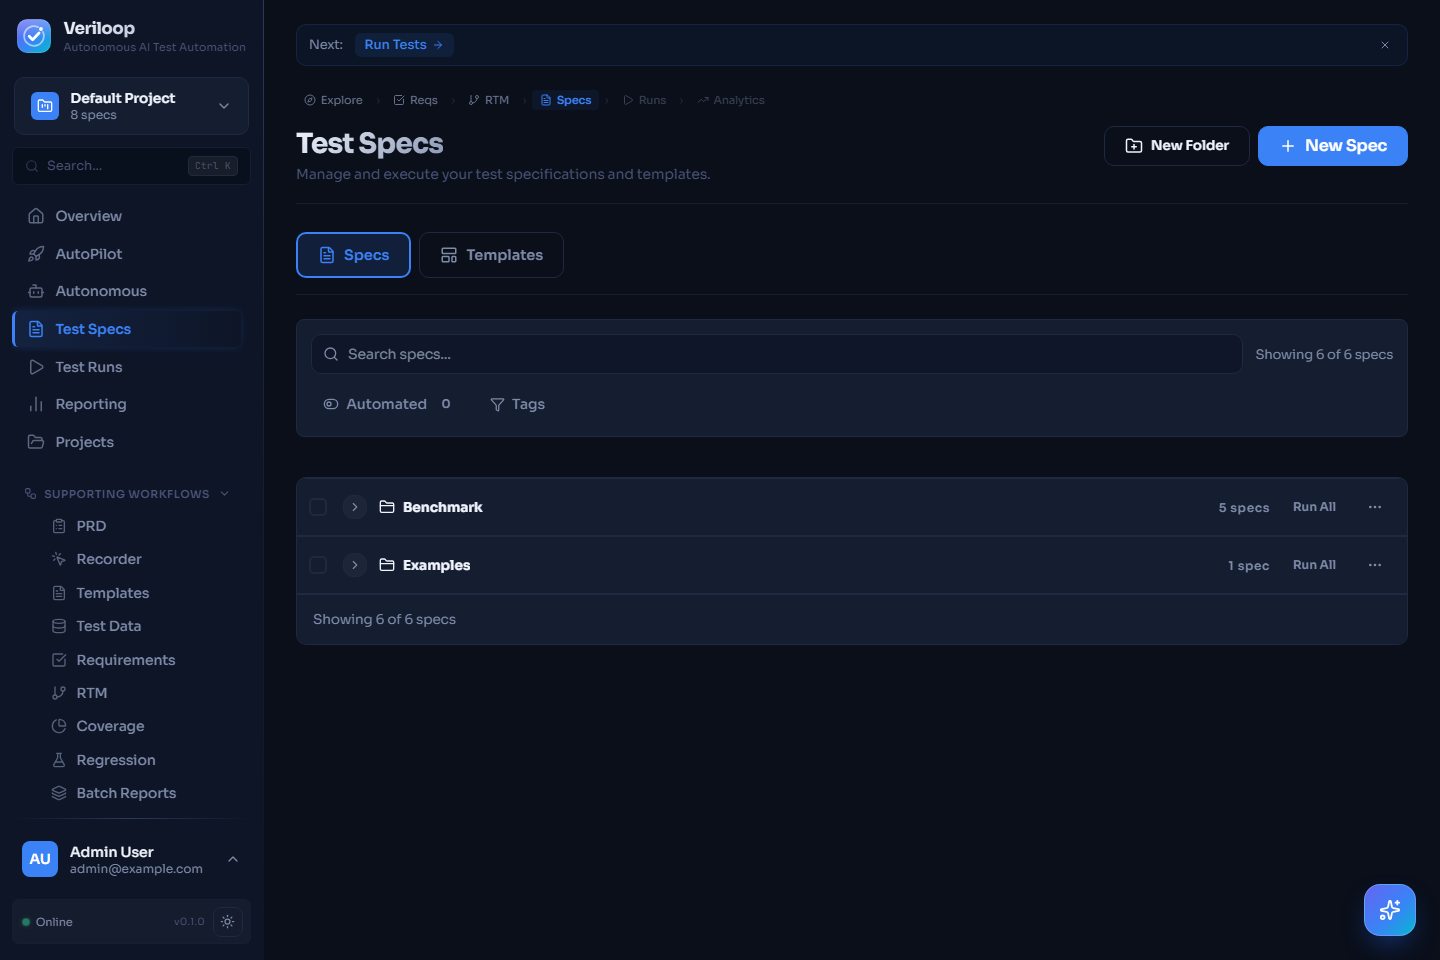 Veriloop
Autonomous AI Test Automation
Default Project
8 specs
Search...
Ctrl K
Overview
AutoPilot
Autonomous
Test Specs
Test Runs
Reporting
Projects
SUPPORTING WORKFLOWS
PRD
Recorder
Templates
Test Data
Requirements
RTM
Coverage
Regression
Batch Reports
AU
Admin User
admin@example.com
Online
v0.1.0
Next:
Run Tests →
Explore
Reqs
RTM
Specs
Runs
Analytics
Test Specs
Manage and execute your test specifications and templates.
New Folder
New Spec
Specs
Templates
Search specs...
Showing 6 of 6 specs
Automated 0
Tags
Benchmark
5 specs
Run All
Examples
1 spec
Run All
Showing 6 of 6 specs